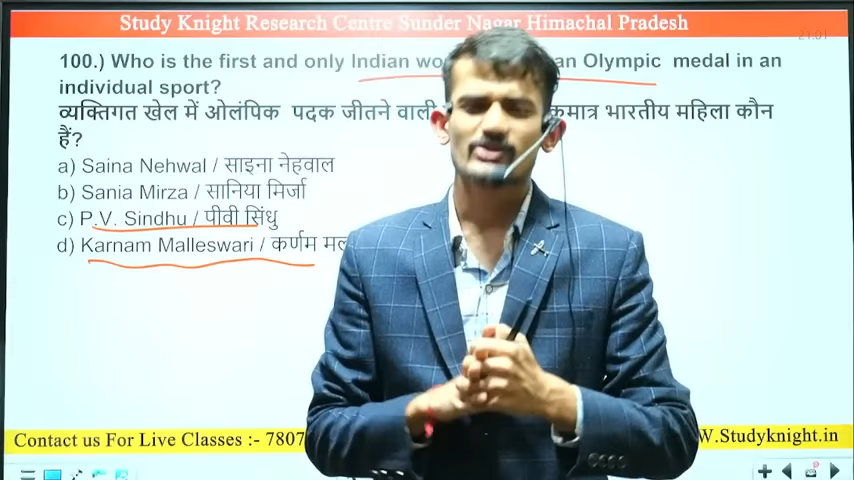 Study Knight Research Centre Sunder Nagar Himachal Pradesh
21:01
100.) Who is the first and only Indian an Olympic medal in an
individual sport?
व्यक्तिगत खेल में ओलंपिक पदक जीतने वाली कमात्र भारतीय महिला कौन
हैं?
a) Saina Nehwal / साइना नेहवाल
b) Sania Mirza / सानिया मिर्जा
c) P.V. Sindhu / पीवी सिंधु
d) Karnam Malleswari / कर्णम
Contact us For Live Classes :- 7807 W.Studyknight.in